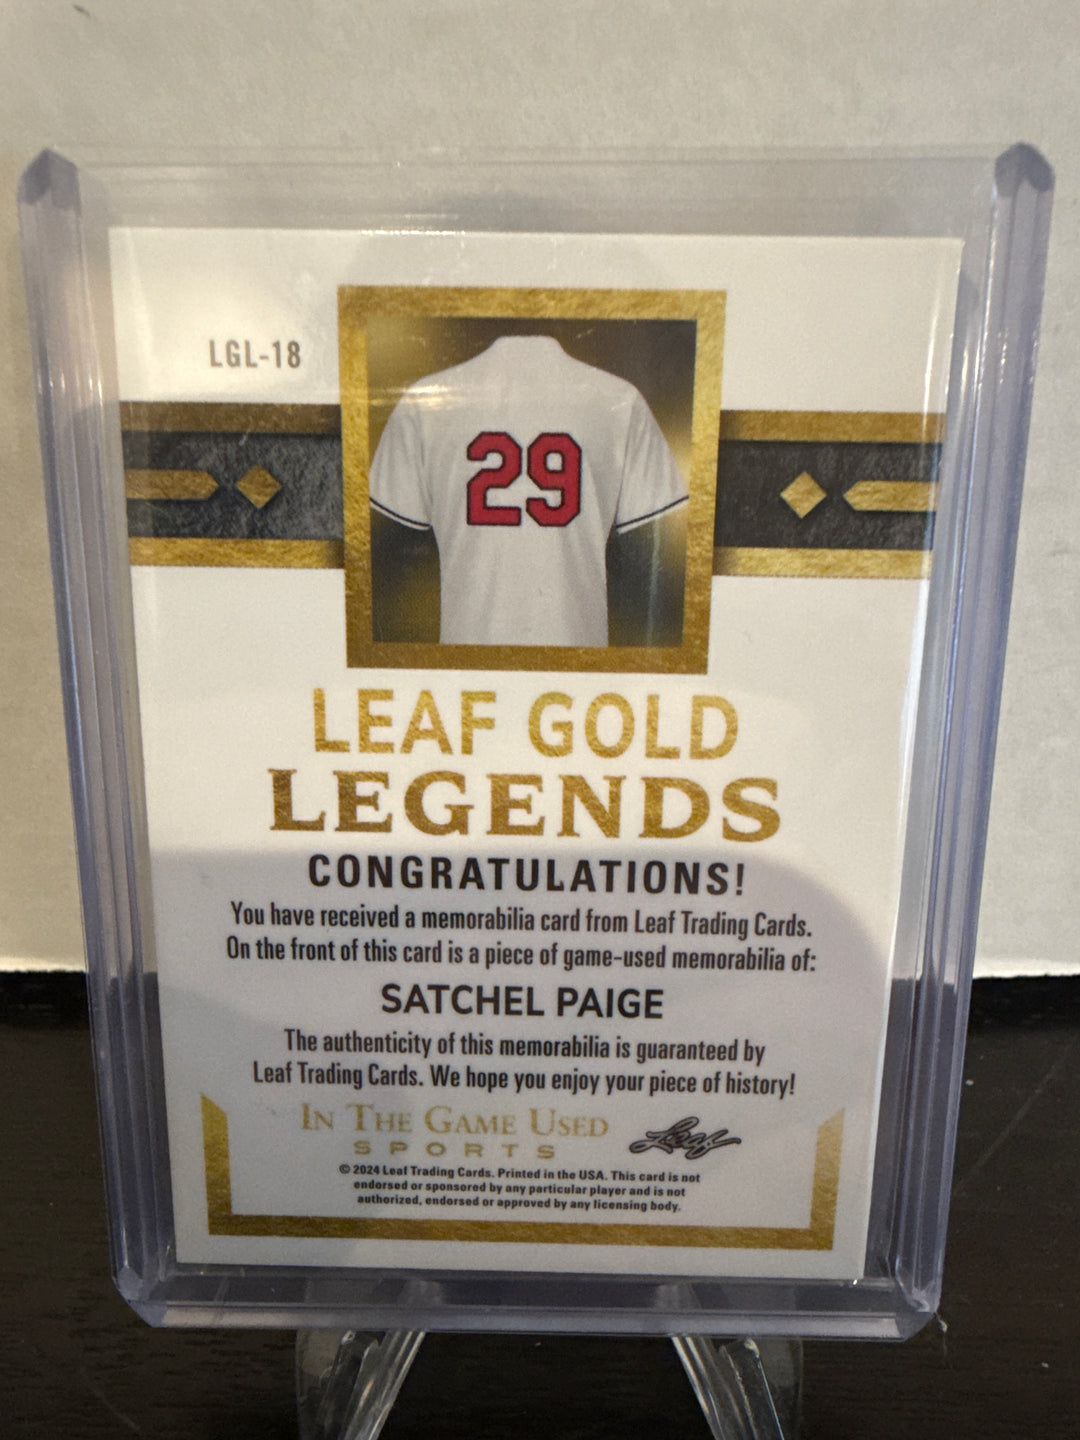 LGL-18
29
LEAF GOLD
LEGENDS
CONGRATULATIONS!
You have received a memorabilia card from Leaf Trading Cards.
On the front of this card is a piece of game-used memorabilia of:
SATCHEL PAIGE
The authenticity of this memorabilia is guaranteed by
Leaf Trading Cards. We hope you enjoy your piece of history!
IN THE GAME USED
SPORTS
Leaf
© 2024 Leaf Trading Cards. Printed in the USA. This card is not
endorsed or sponsored by any particular player and is not
authorized, endorsed or approved by any licensing body.